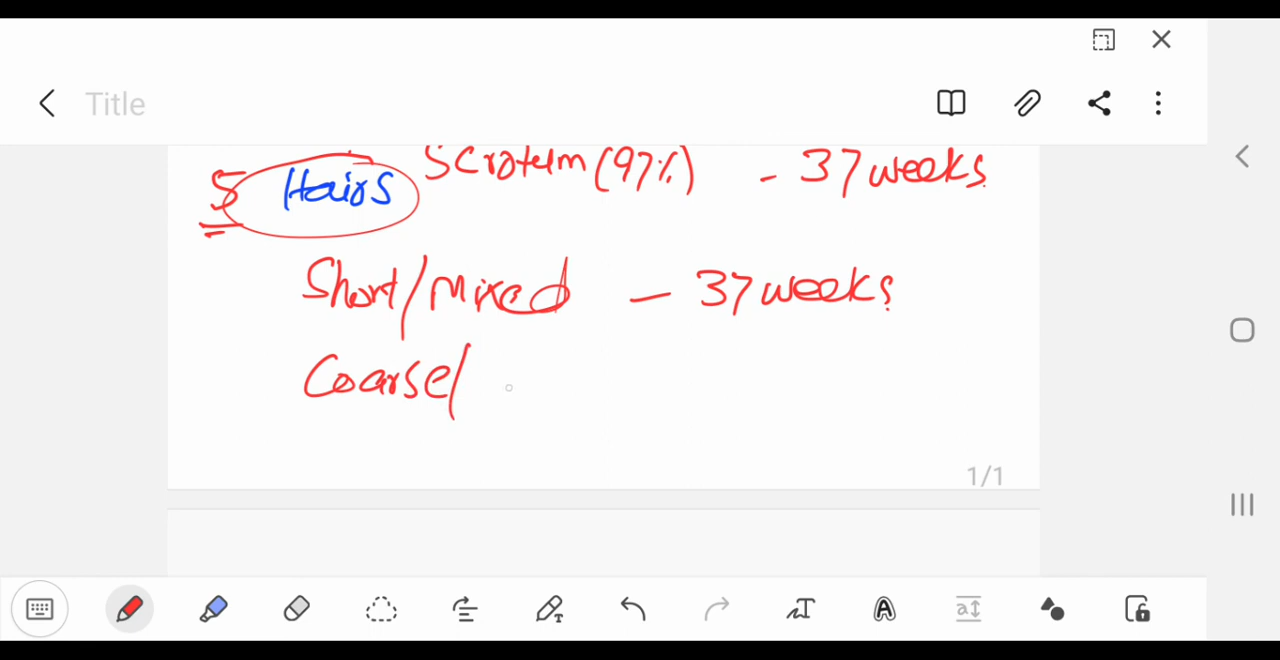 Title
Scrotum (97%) - 37 weeks
5 Hairs
Short/Mixed - 37 weeks
Coarse/
1/1